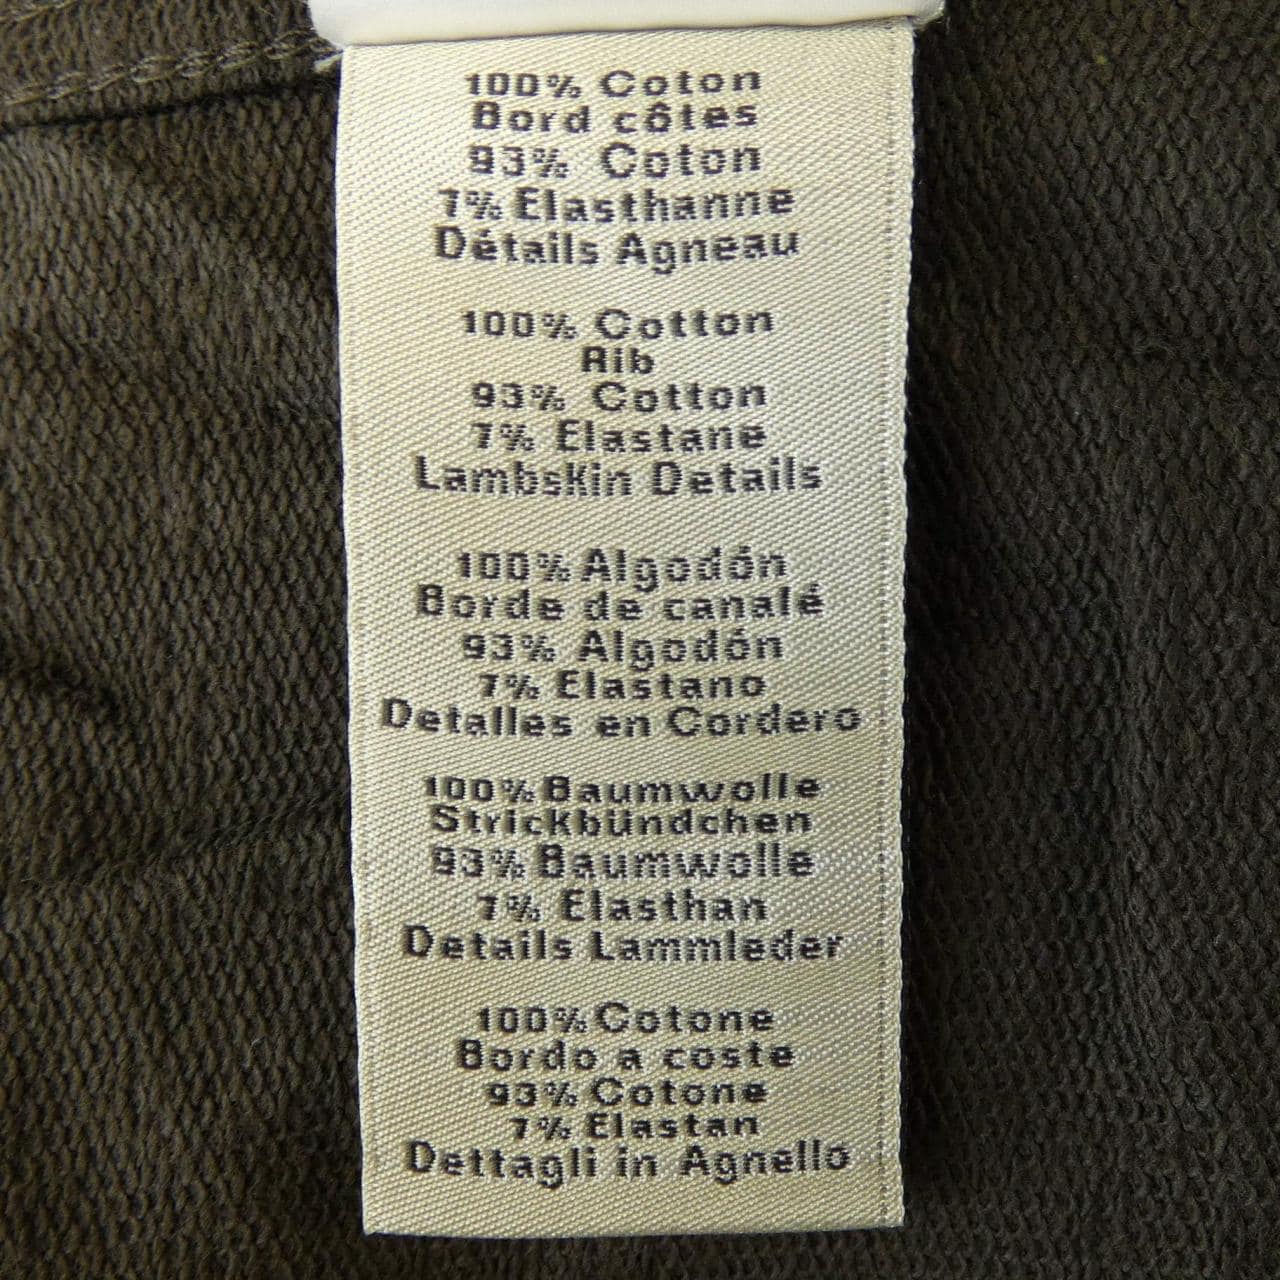 100% Coton
Bord côtes
93% Coton
7% Elasthanne
Détails Agneau
100% Cotton
Rib
93% Cotton
7% Elastane
Lambskin Details
100% Algodón
Borde de canalé
93% Algodón
7% Elastano
Detalles en Cordero
100% Baumwolle
Strickbündchen
93% Baumwolle
7% Elasthan
Details Lammleder
100% Cotone
Bordo a coste
93% Cotone
7% Elastan
Dettagli in Agnello